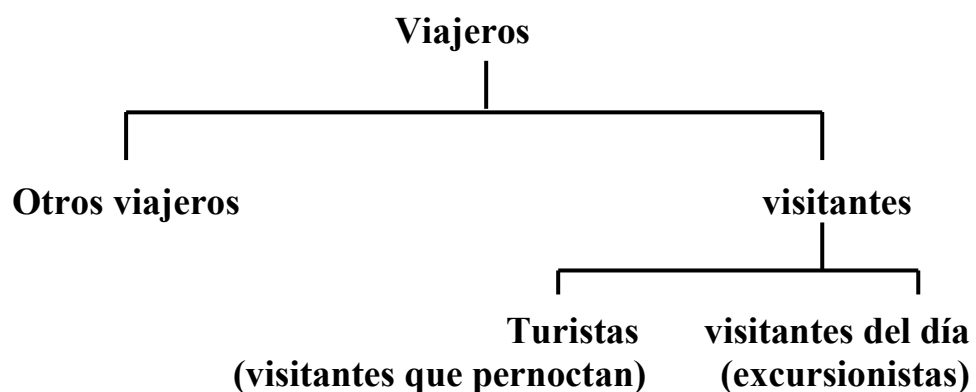 Viajeros
Otros viajeros
visitantes
Turistas
(visitantes que pernoctan)
visitantes del día
(excursionistas)